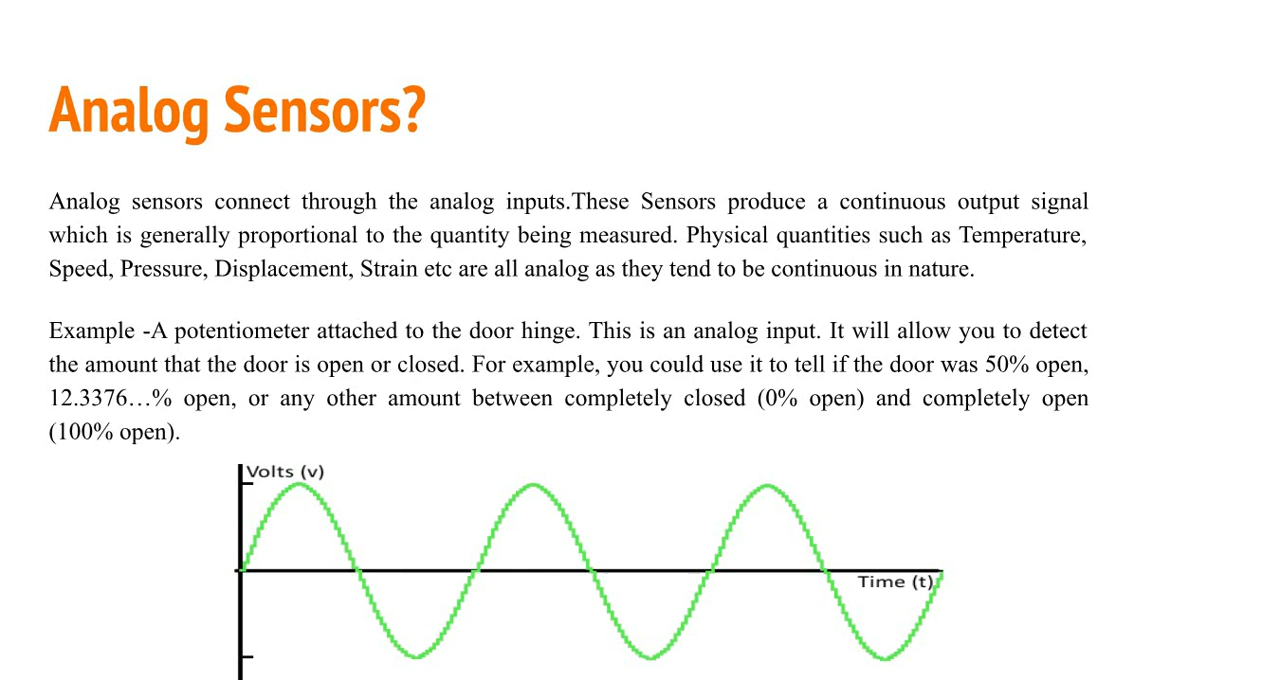 Analog Sensors?
Analog sensors connect through the analog inputs.These Sensors produce a continuous output signal
which is generally proportional to the quantity being measured. Physical quantities such as Temperature,
Speed, Pressure, Displacement, Strain etc are all analog as they tend to be continuous in nature.
Example -A potentiometer attached to the door hinge. This is an analog input. It will allow you to detect
the amount that the door is open or closed. For example, you could use it to tell if the door was 50% open,
12.3376…% open, or any other amount between completely closed (0% open) and completely open
(100% open).
Volts (v)
Time (t)